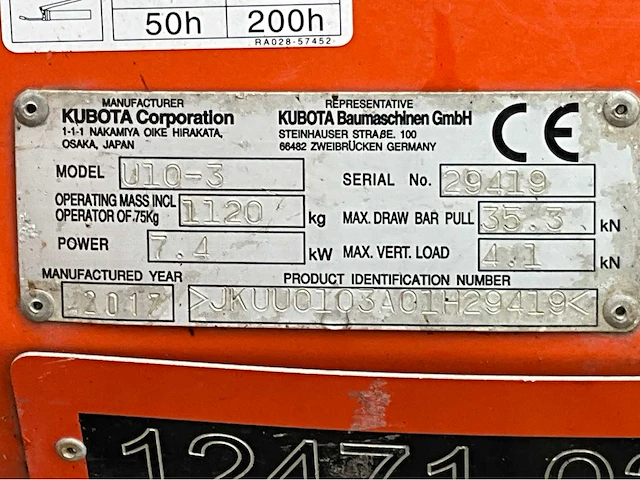 50h 200h
RA028-57452
MANUFACTURER
KUBOTA Corporation
1-1-1 NAKAMIYA OIKE HIRAKATA,
OSAKA, JAPAN
REPRESENTATIVE
KUBOTA Baumaschinen GmbH
STEINHAUSER STRAßE. 100
66482 ZWEIBRÜCKEN GERMANY
CE
MODEL U10-3
SERIAL No. 29419
OPERATING MASS INCL
OPERATOR OF.75Kg 1120 kg
MAX. DRAW BAR PULL 35.3 kN
POWER 7.4 kW
MAX. VERT. LOAD 4.1 kN
MANUFACTURED YEAR
2017
PRODUCT IDENTIFICATION NUMBER
>JKUU0103A01H29419<